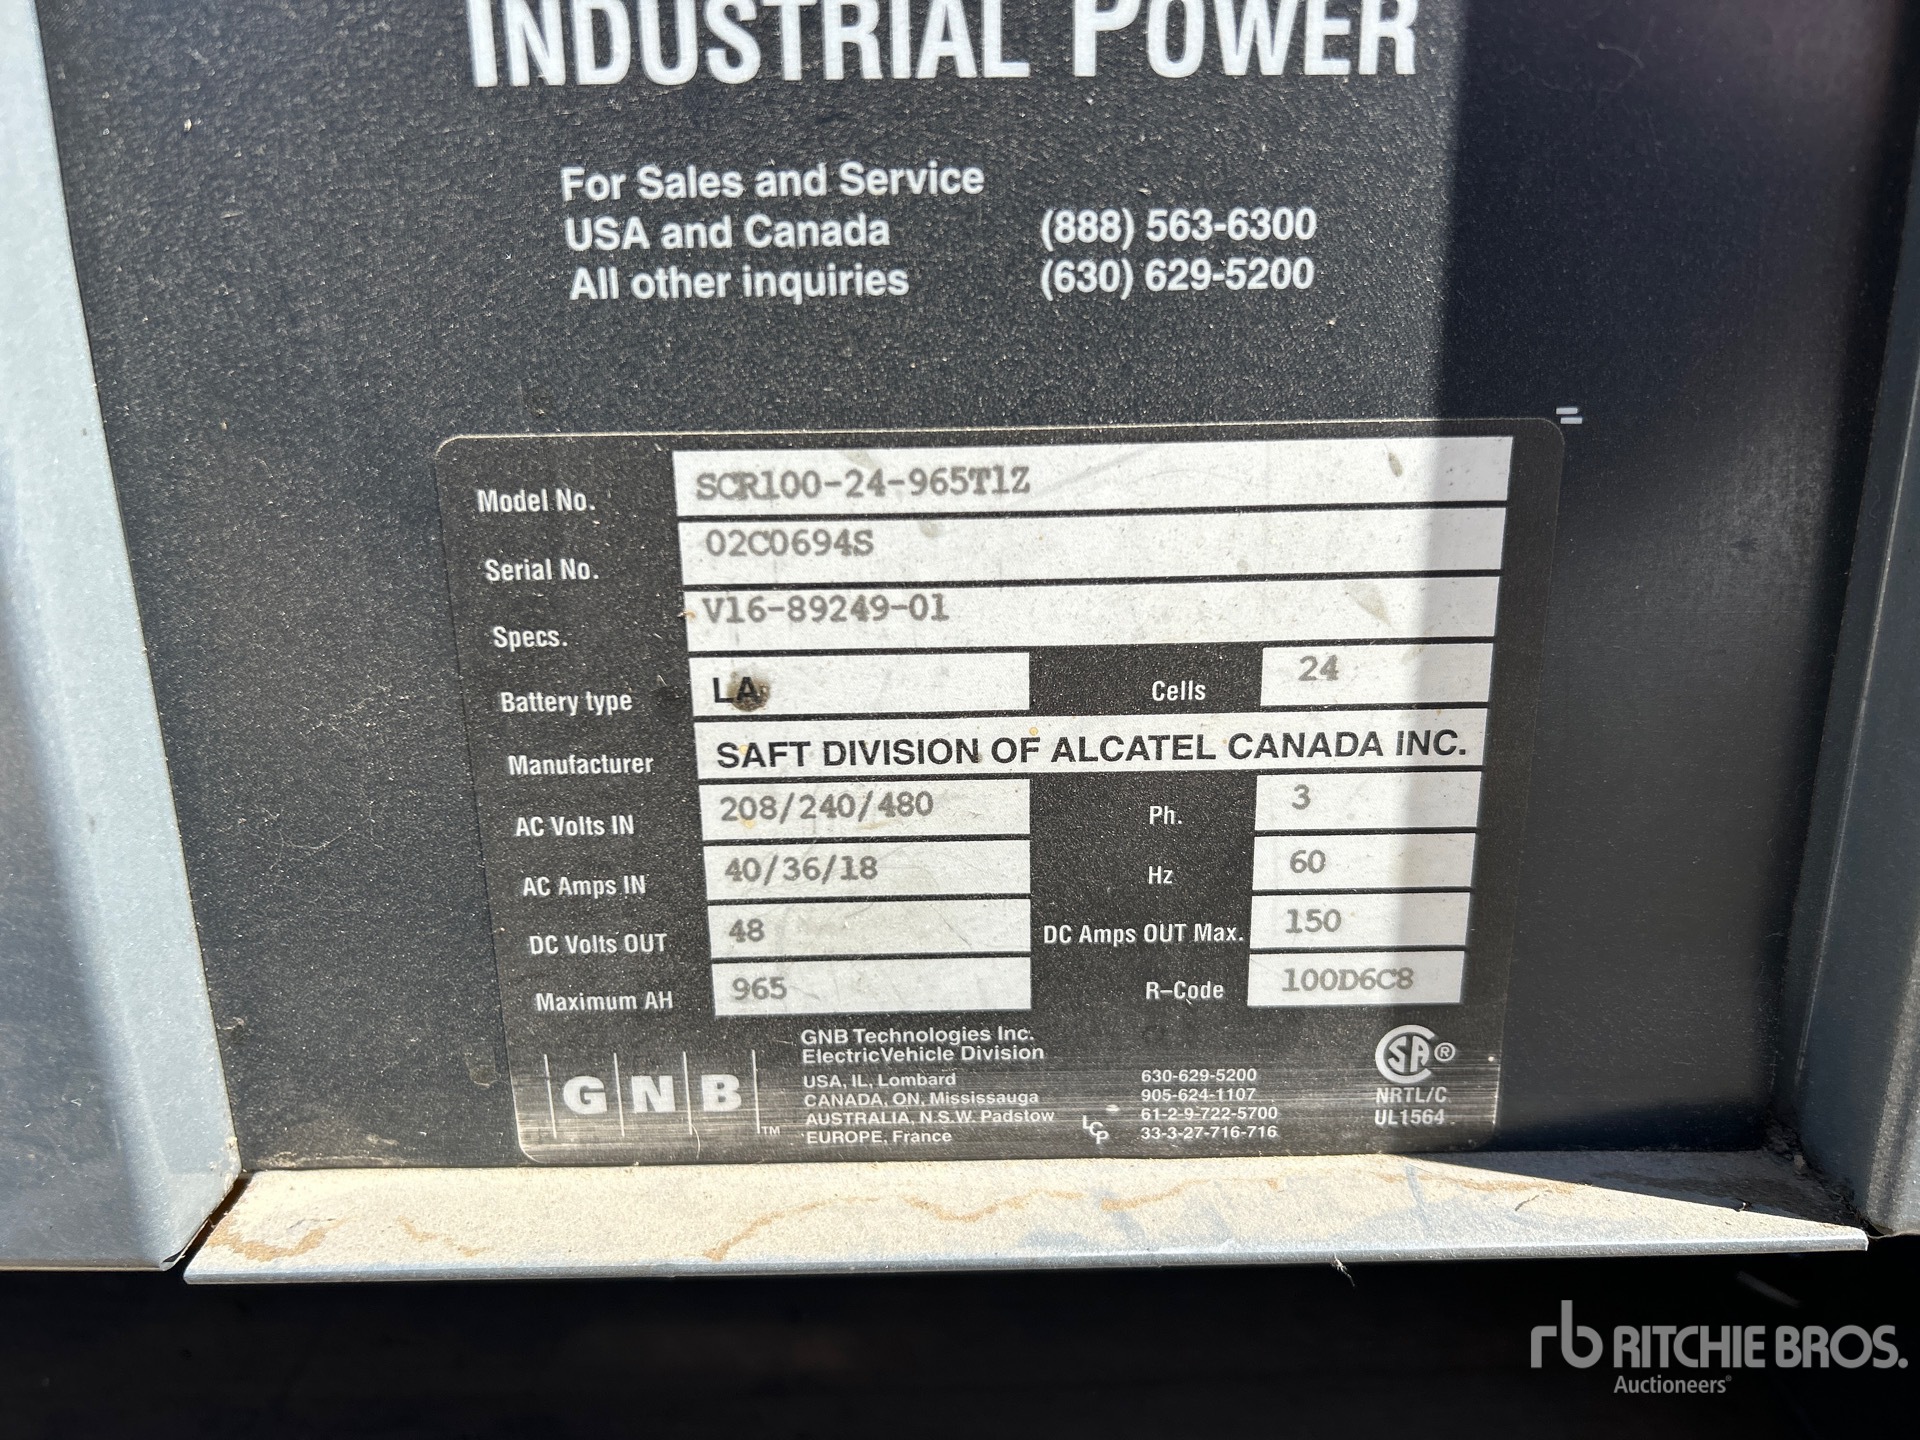 INDUSTRIAL POWER
For Sales and Service
USA and Canada (888) 563-6300
All other inquiries (630) 629-5200
Model No. SCR100-24-965T1Z
Serial No. 02C0694S
Specs. V16-89249-01
Battery type LA Cells 24
Manufacturer SAFT DIVISION OF ALCATEL CANADA INC.
AC Volts IN 208/240/480 Ph. 3
AC Amps IN 40/36/18 Hz 60
DC Volts OUT 48 DC Amps OUT Max. 150
Maximum AH 965 R-Code 100D6C8
GNB Technologies Inc.
Electric Vehicle Division
USA, IL, Lombard 630-629-5200
CANADA, ON, Mississauga 905-624-1107
AUSTRALIA, N.S.W. Padstow 61-2-9-722-5700
EUROPE, France 33-3-27-716-716
GNB™
LCP
CSA®
NRTL/C
UL1564
rb RITCHIE BROS.
Auctioneers®